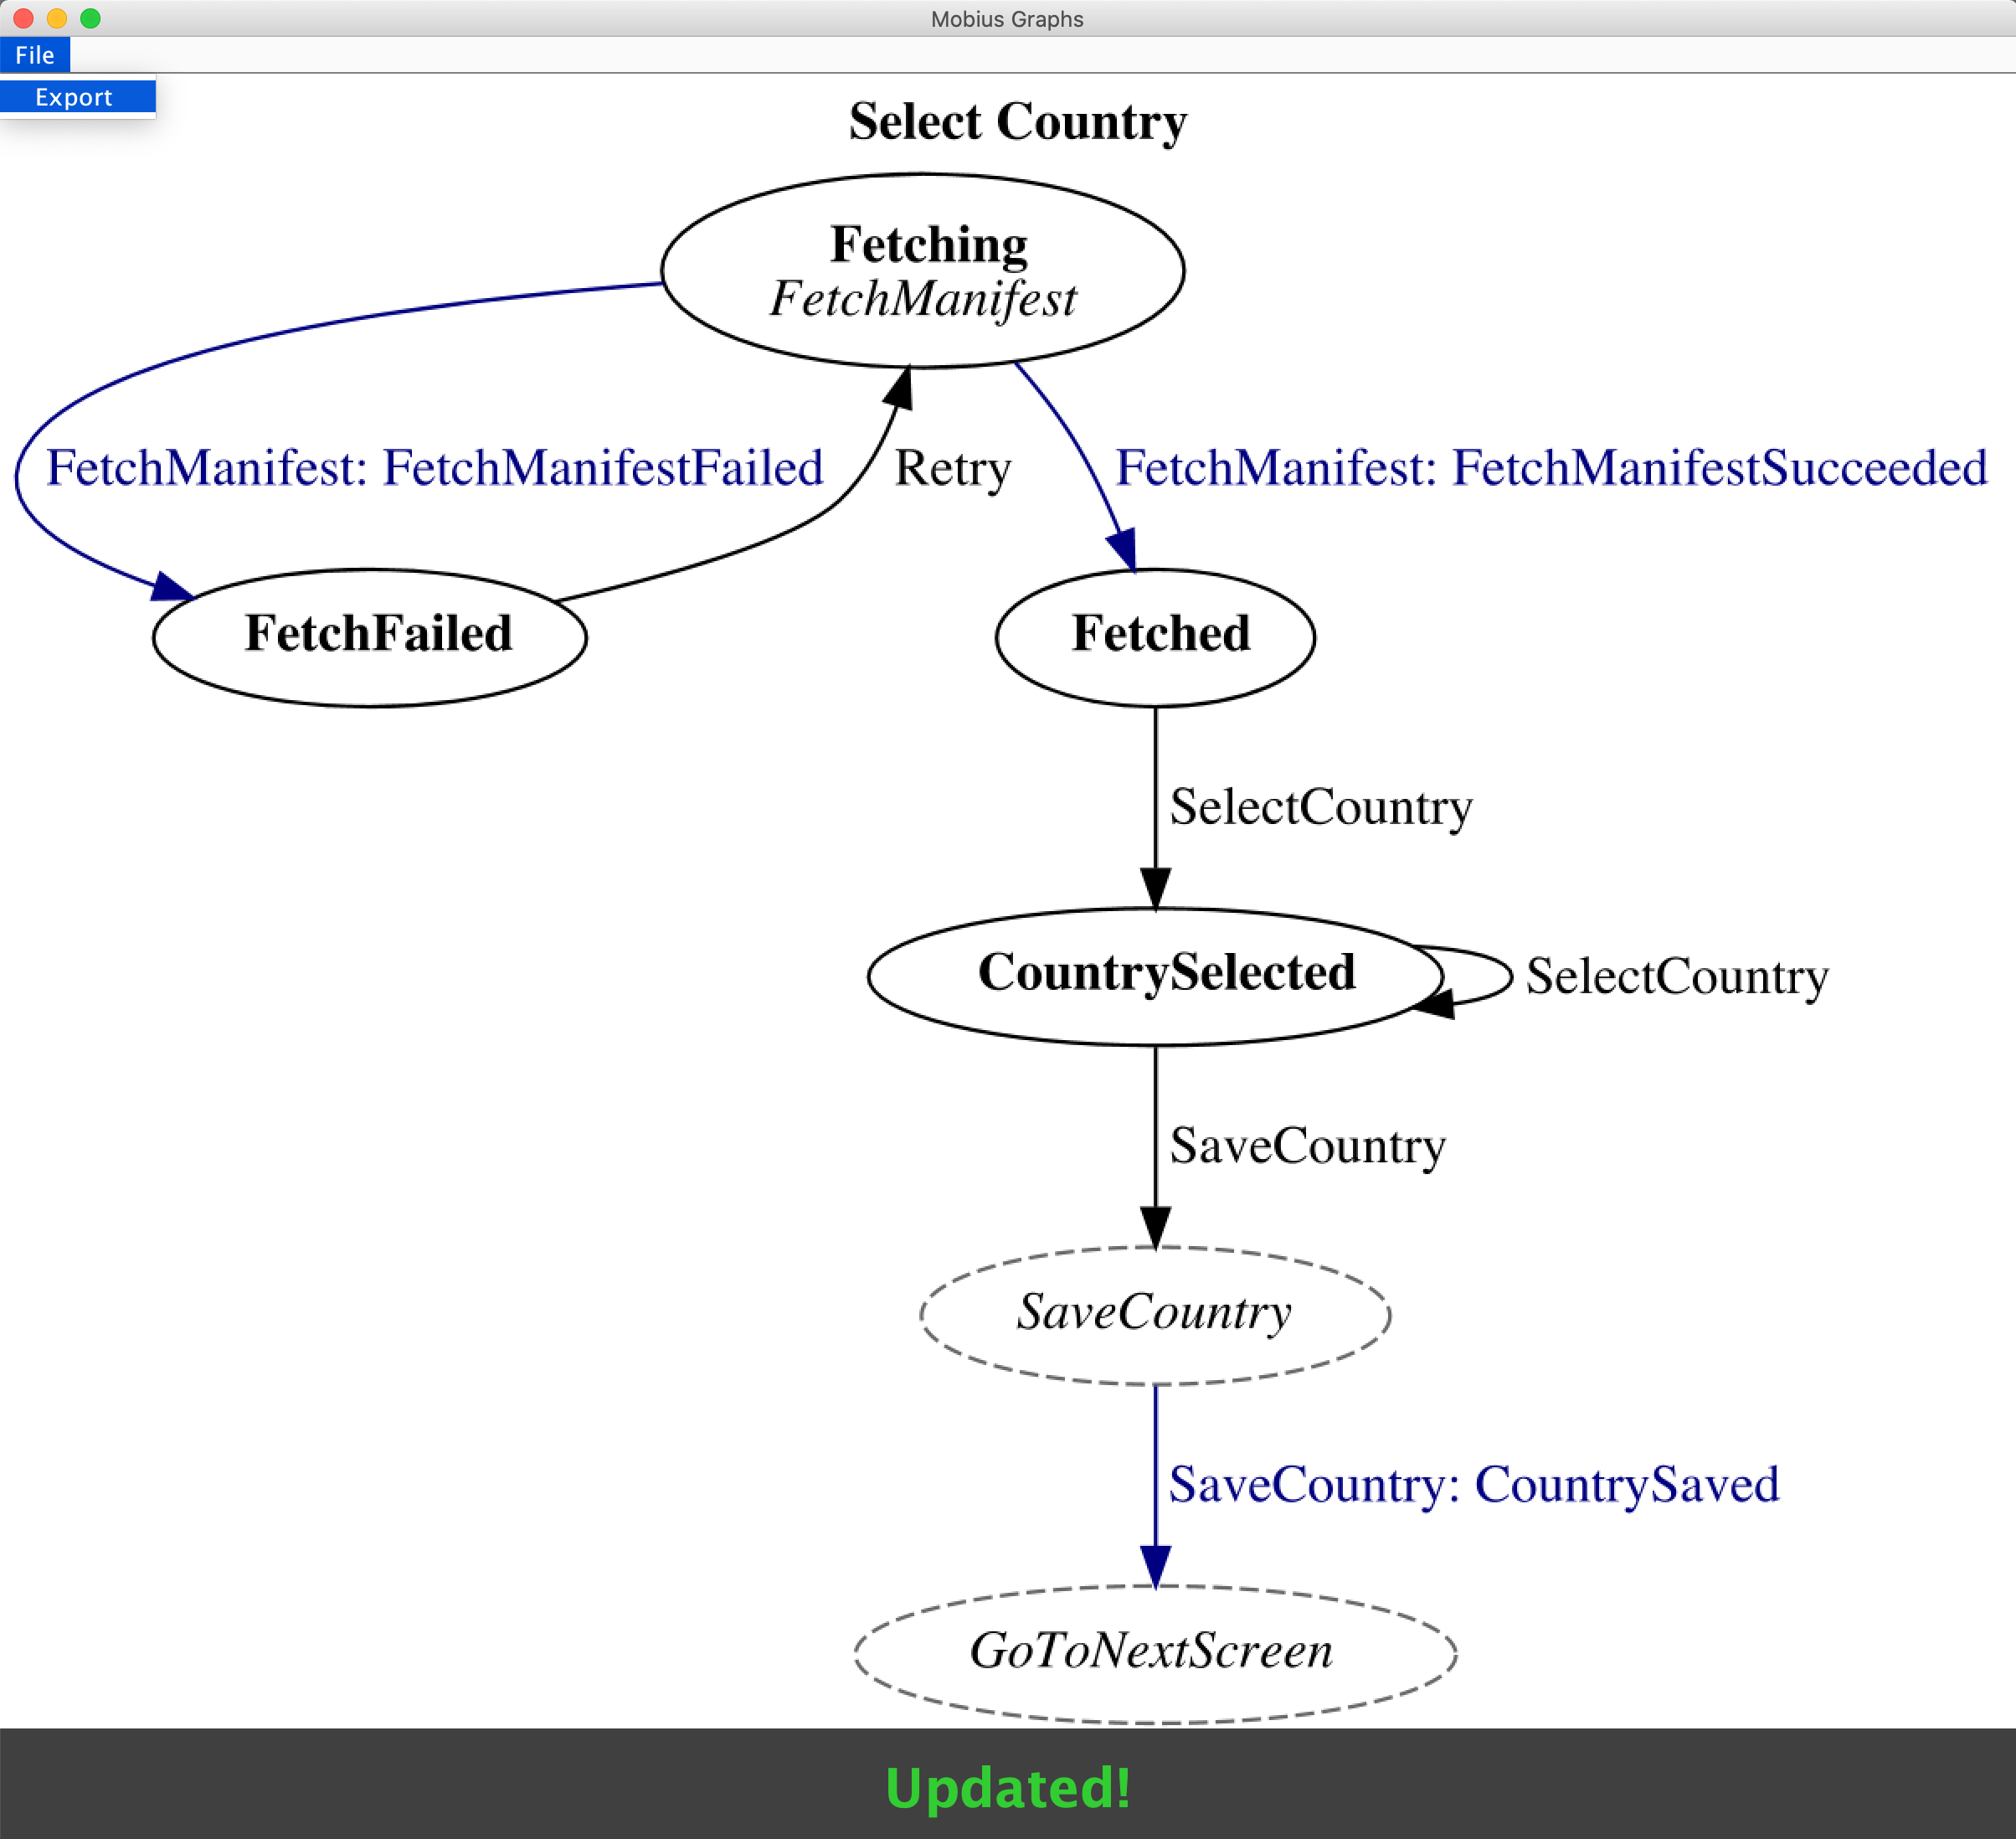 Mobius Graphs
File
Export
Select Country
Fetching
FetchManifest
FetchManifest: FetchManifestFailed
Retry
FetchManifest: FetchManifestSucceeded
FetchFailed
Fetched
SelectCountry
CountrySelected
SelectCountry
SaveCountry
SaveCountry
SaveCountry: CountrySaved
GoToNextScreen
Updated!